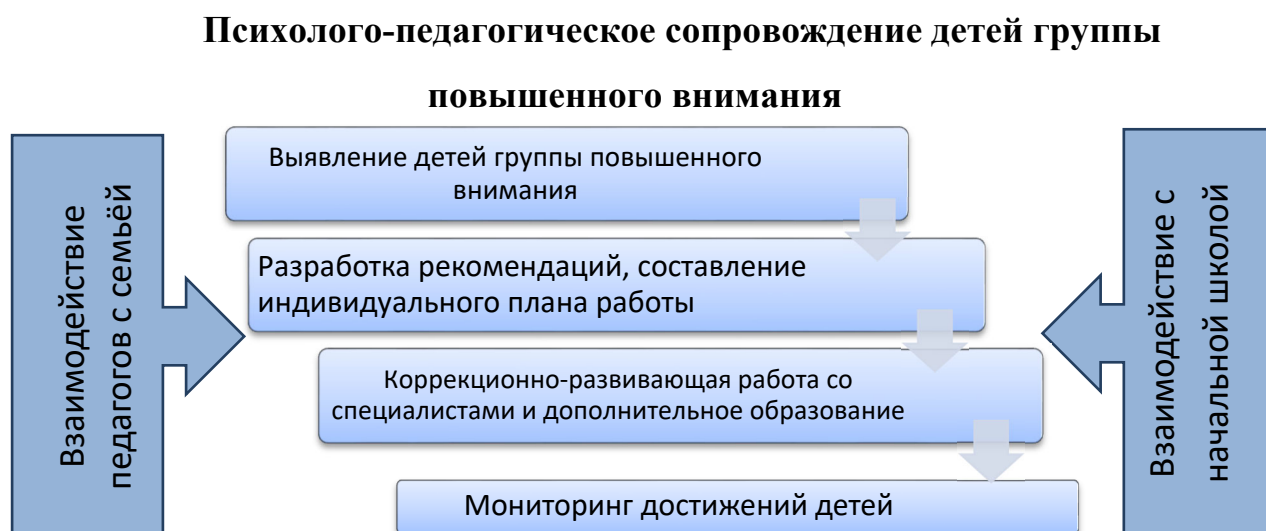 Психолого-педагогическое сопровождение детей группы
повышенного внимания
Взаимодействие
педагогов с семьёй
Выявление детей группы повышенного
внимания
Разработка рекомендаций, составление
индивидуального плана работы
Коррекционно-развивающая работа со
специалистами и дополнительное образование
Мониторинг достижений детей
Взаимодействие с
начальной школой